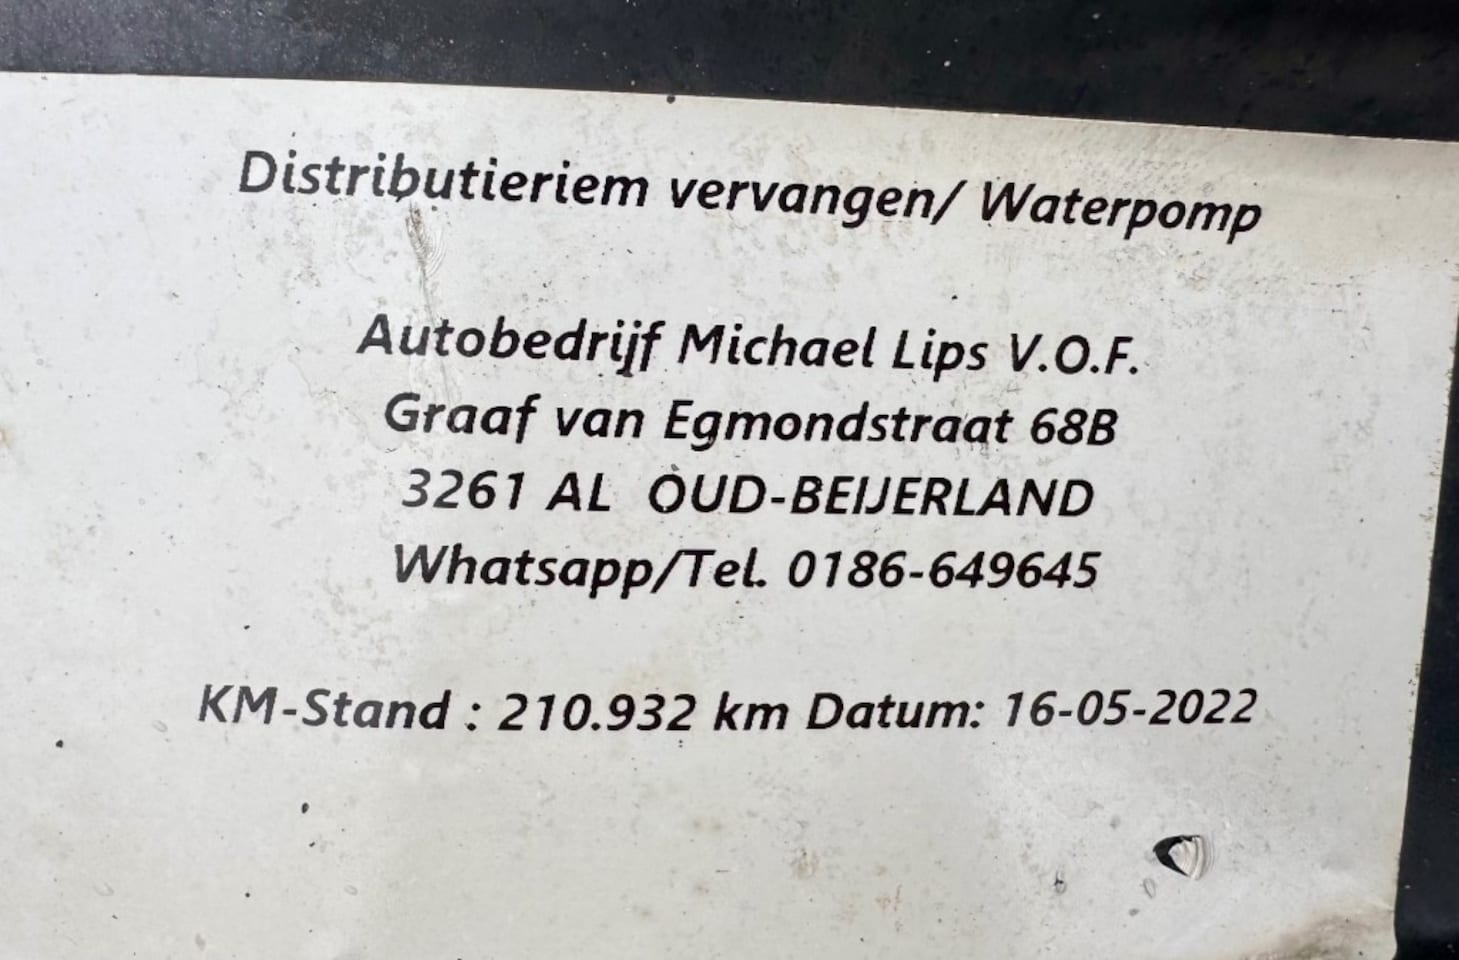 Distributieriem vervangen/ Waterpomp
Autobedrijf Michael Lips V.O.F.
Graaf van Egmondstraat 68B
3261 AL OUD-BEIJERLAND
Whatsapp/Tel. 0186-649645
KM-Stand : 210.932 km Datum: 16-05-2022